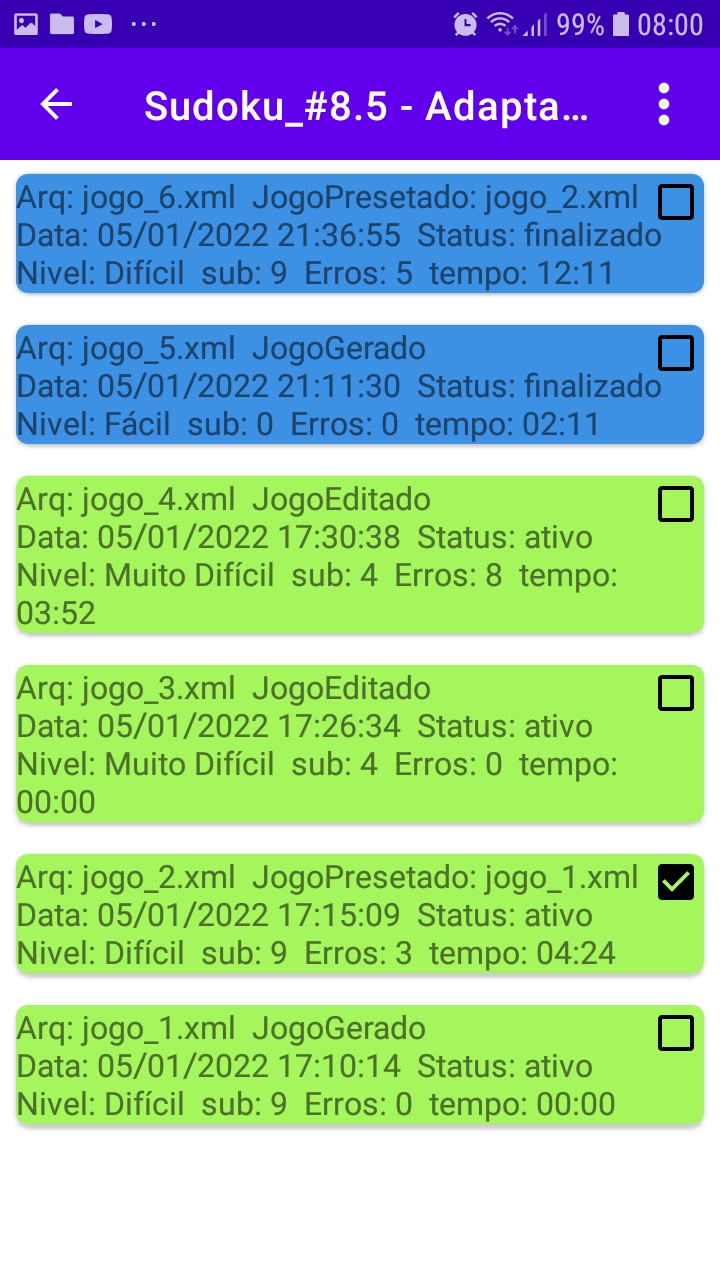 99% 08:00
Sudoku_#8.5 - Adapta...
Arq: jogo_6.xml JogoPresetado: jogo_2.xml
Data: 05/01/2022 21:36:55 Status: finalizado
Nivel: Difícil sub: 9 Erros: 5 tempo: 12:11
Arq: jogo_5.xml JogoGerado
Data: 05/01/2022 21:11:30 Status: finalizado
Nivel: Fácil sub: 0 Erros: 0 tempo: 02:11
Arq: jogo_4.xml JogoEditado
Data: 05/01/2022 17:30:38 Status: ativo
Nivel: Muito Difícil sub: 4 Erros: 8 tempo:
03:52
Arq: jogo_3.xml JogoEditado
Data: 05/01/2022 17:26:34 Status: ativo
Nivel: Muito Difícil sub: 4 Erros: 0 tempo:
00:00
Arq: jogo_2.xml JogoPresetado: jogo_1.xml
Data: 05/01/2022 17:15:09 Status: ativo
Nivel: Difícil sub: 9 Erros: 3 tempo: 04:24
Arq: jogo_1.xml JogoGerado
Data: 05/01/2022 17:10:14 Status: ativo
Nivel: Difícil sub: 9 Erros: 0 tempo: 00:00